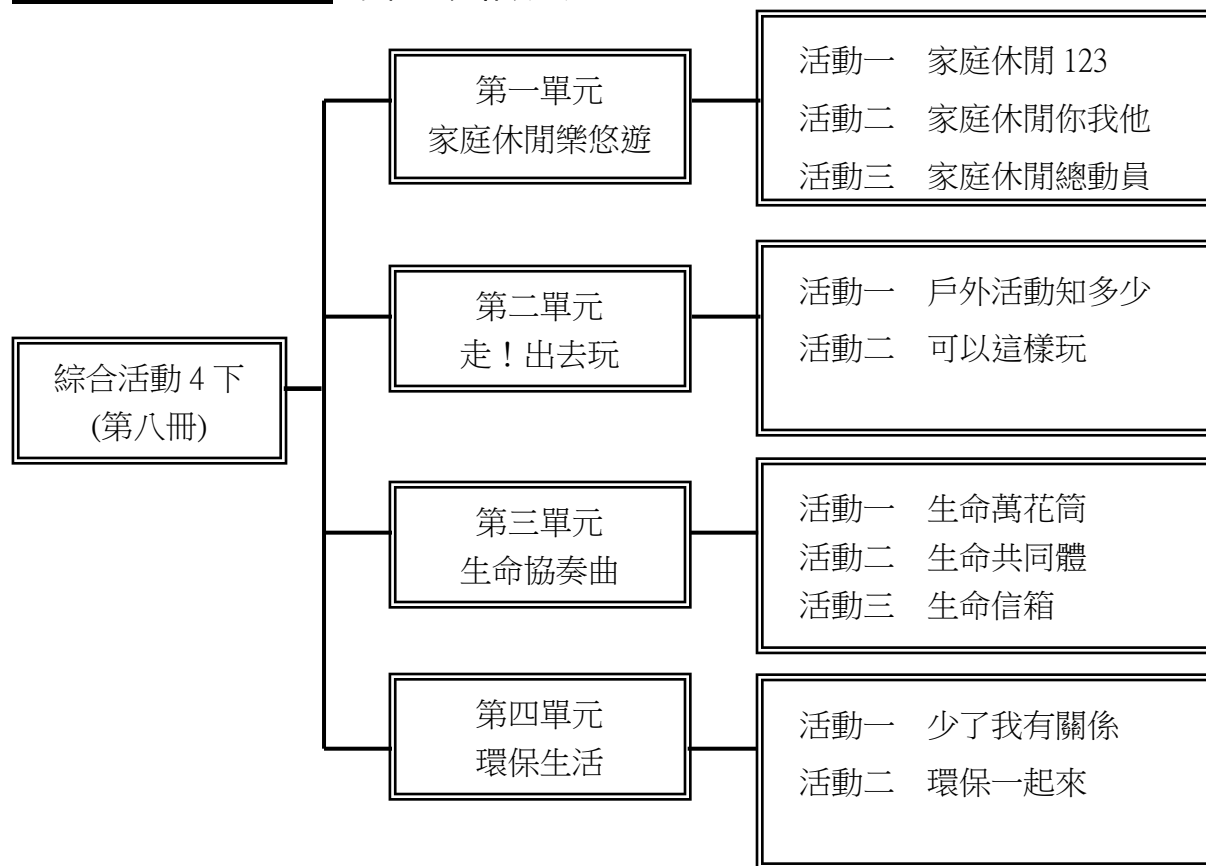 綜合活動 4 下
(第八冊)
第一單元
家庭休閒樂悠遊
活動一　家庭休閒 123
活動二　家庭休閒你我他
活動三　家庭休閒總動員
第二單元
走！出去玩
活動一　戶外活動知多少
活動二　可以這樣玩
第三單元
生命協奏曲
活動一　生命萬花筒
活動二　生命共同體
活動三　生命信箱
第四單元
環保生活
活動一　少了我有關係
活動二　環保一起來